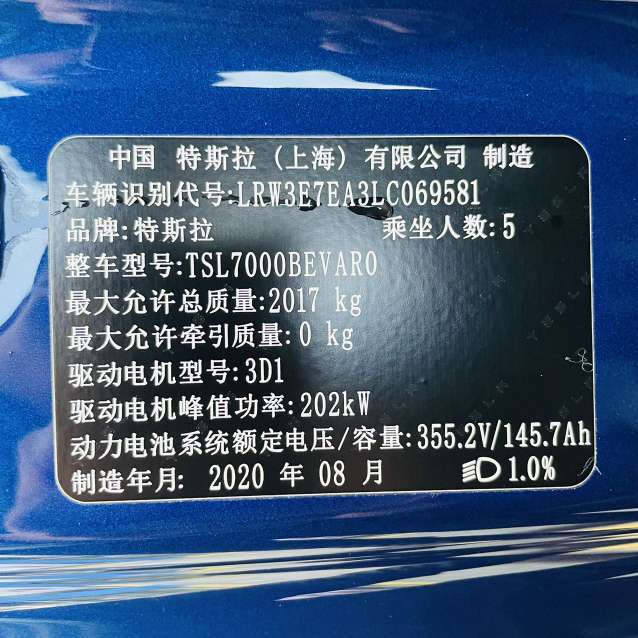 中国 特斯拉 (上海) 有限公司 制造
车辆识别代号:LRW3E7EA3LC069581
品牌:特斯拉 乘坐人数:5
整车型号:TSL7000BEVAR0
最大允许总质量:2017 kg
最大允许牵引质量:0 kg
驱动电机型号:3D1
驱动电机峰值功率:202kW
动力电池系统额定电压/容量:355.2V/145.7Ah
制造年月: 2020 年 08 月 1.0%